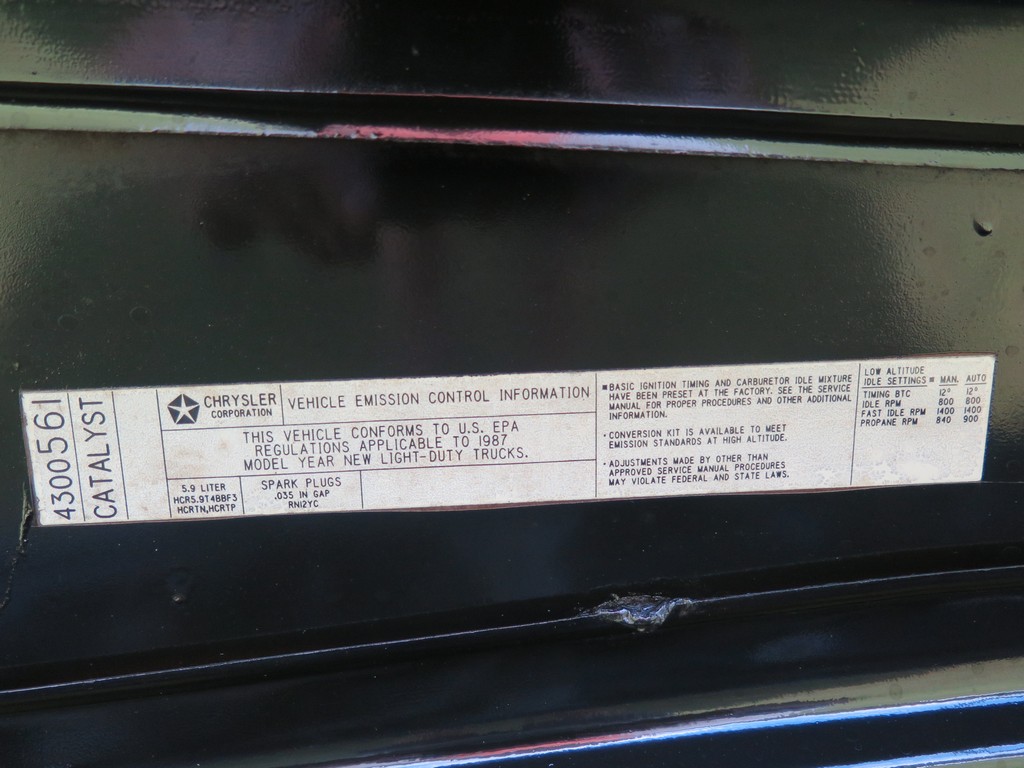 4300561
CATALYST
CHRYSLER
CORPORATION
VEHICLE EMISSION CONTROL INFORMATION
THIS VEHICLE CONFORMS TO U.S. EPA
REGULATIONS APPLICABLE TO 1987
MODEL YEAR NEW LIGHT-DUTY TRUCKS.
5.9 LITER
HCR5.9T4BBF3
HCRTN,HCRTP
SPARK PLUGS
.035 IN GAP
RN12YC
▪BASIC IGNITION TIMING AND CARBURETOR IDLE MIXTURE
HAVE BEEN PRESET AT THE FACTORY. SEE THE SERVICE
MANUAL FOR PROPER PROCEDURES AND OTHER ADDITIONAL
INFORMATION.
• CONVERSION KIT IS AVAILABLE TO MEET
EMISSION STANDARDS AT HIGH ALTITUDE.
• ADJUSTMENTS MADE BY OTHER THAN
APPROVED SERVICE MANUAL PROCEDURES
MAY VIOLATE FEDERAL AND STATE LAWS.
LOW ALTITUDE
IDLE SETTINGS ▪ MAN. AUTO
TIMING BTC 12° 12°
IDLE RPM 800 800
FAST IDLE RPM 1400 1400
PROPANE RPM 840 900